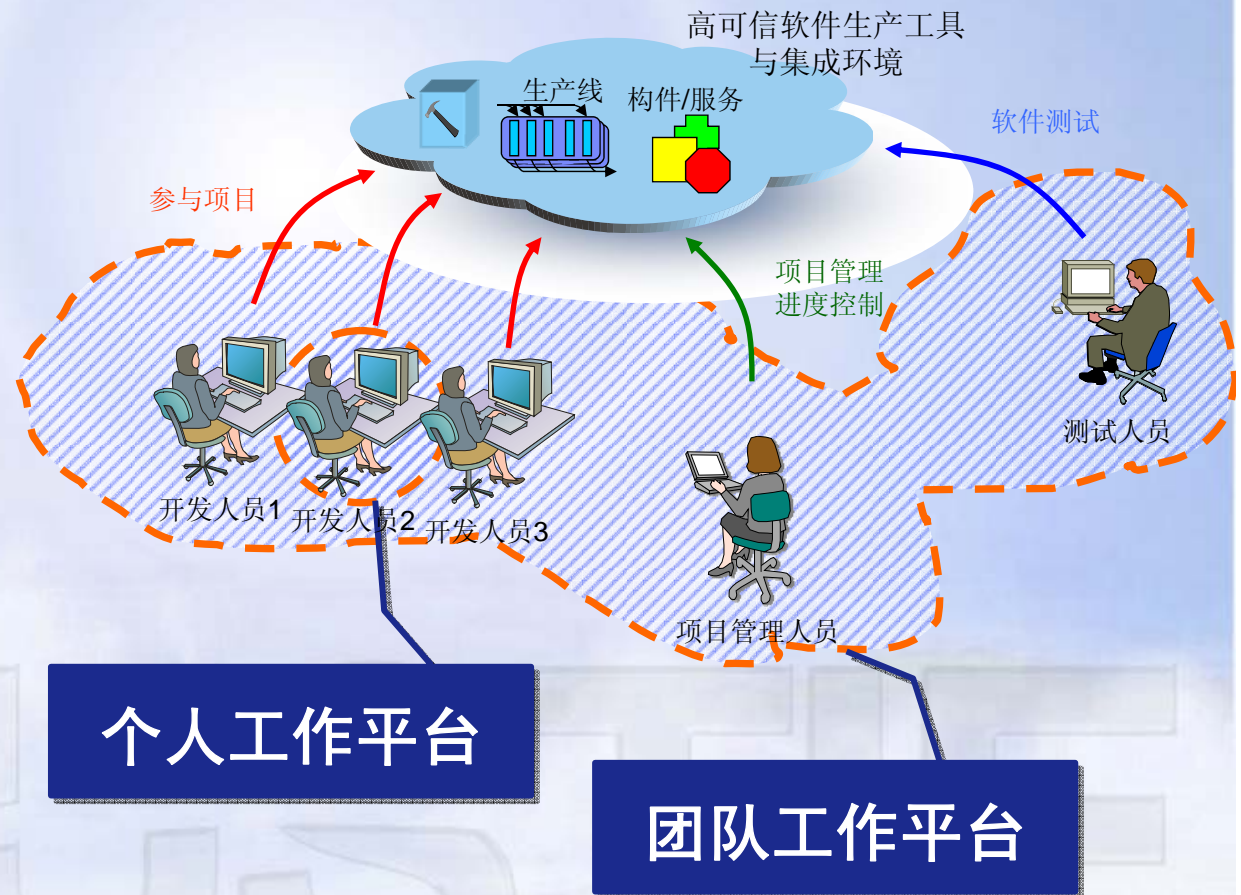 高可信软件生产工具
与集成环境
生产线
构件/服务
软件测试
参与项目
项目管理
进度控制
测试人员
开发人员1
开发人员2
开发人员3
项目管理人员
个人工作平台
团队工作平台